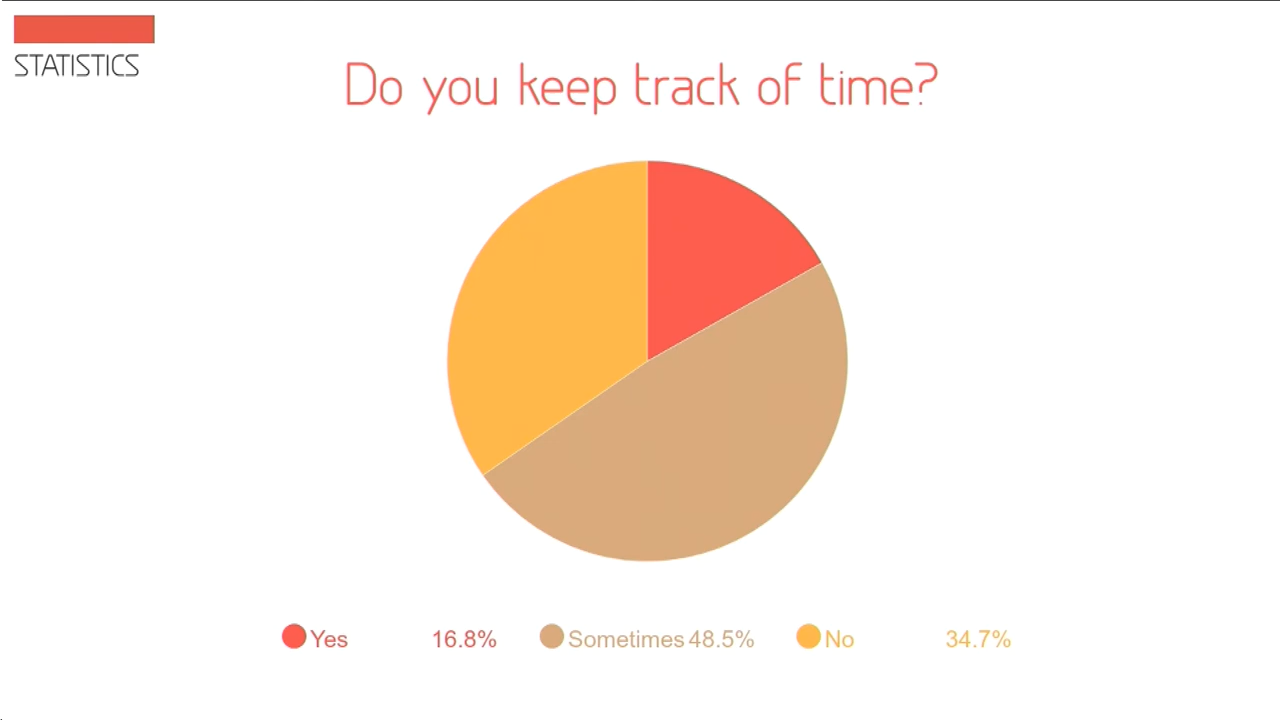 STATISTICS
Do you keep track of time?
Yes 16.8% Sometimes 48.5% No 34.7%